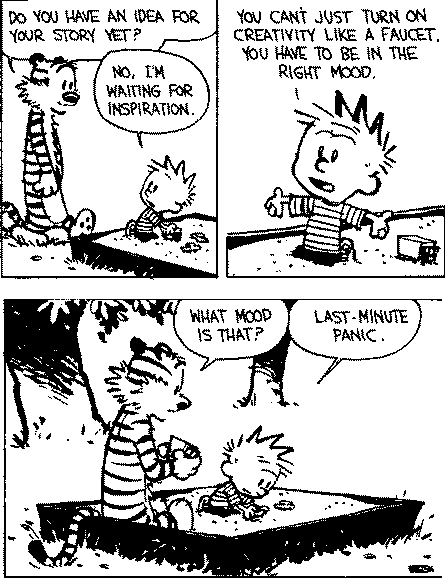 DO YOU HAVE AN IDEA FOR
YOUR STORY YET?
NO, I'M
WAITING FOR
INSPIRATION.
YOU CAN'T JUST TURN ON
CREATIVITY LIKE A FAUCET.
YOU HAVE TO BE IN THE
RIGHT MOOD.
WHAT MOOD
IS THAT?
LAST-MINUTE
PANIC.